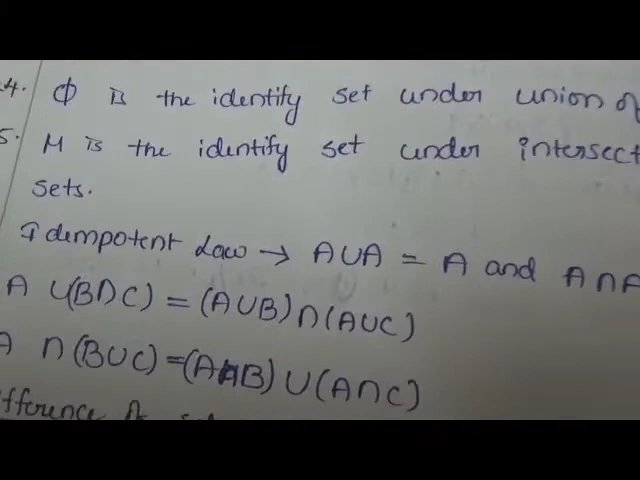 4. Φ is the identify set under union of
5. μ is the identify set under intersect
sets.
Idempotent Law → A∪A = A and A∩A
A ∪(B∩C) = (A∪B)∩(A∪C)
A ∩(B∪C)=(A∩B) ∪(A∩C)
ifference